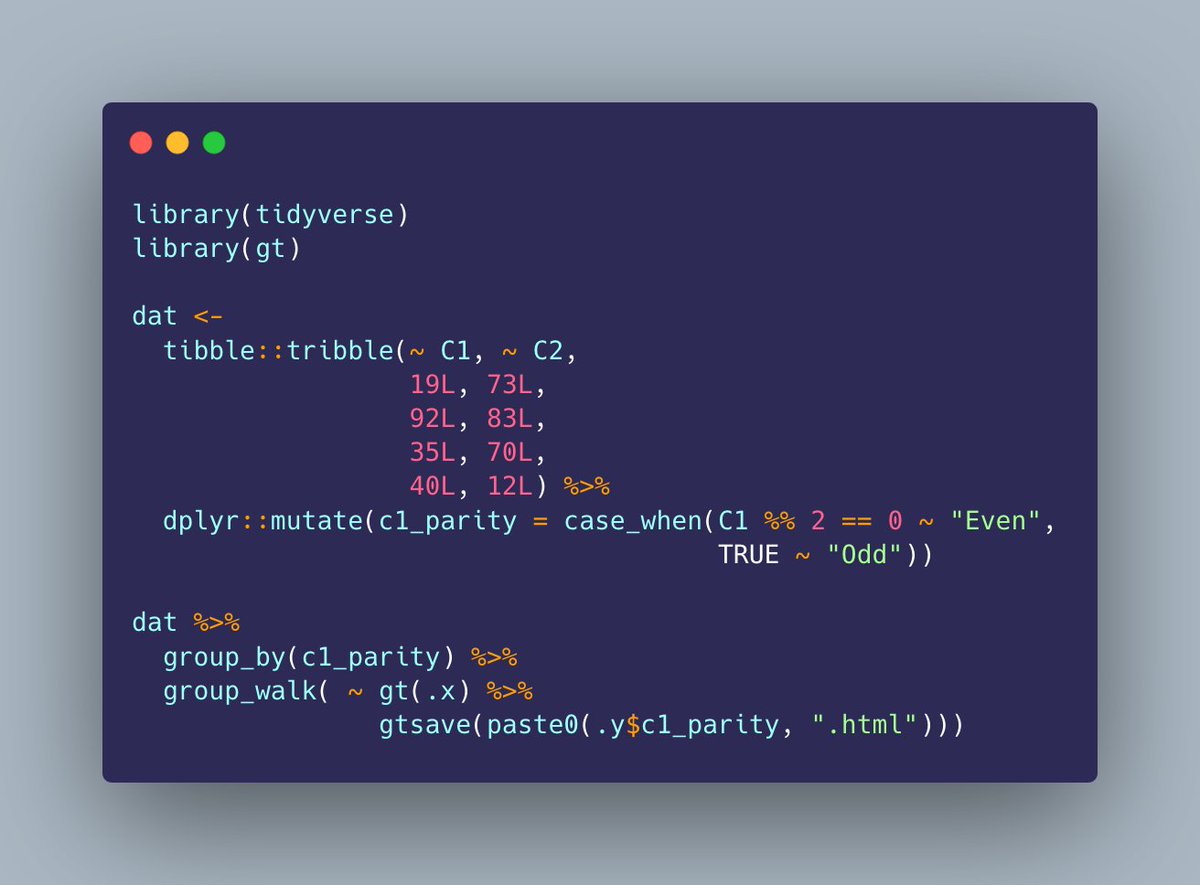 library(tidyverse)
library(gt)
dat <-
  tibble::tribble(~ C1, ~ C2,
                  19L, 73L,
                  92L, 83L,
                  35L, 70L,
                  40L, 12L) %>%
  dplyr::mutate(c1_parity = case_when(C1 %% 2 == 0 ~ "Even",
                                      TRUE ~ "Odd"))
dat %>%
  group_by(c1_parity) %>%
  group_walk( ~ gt(.x) %>%
                gtsave(paste0(.y$c1_parity, ".html")))